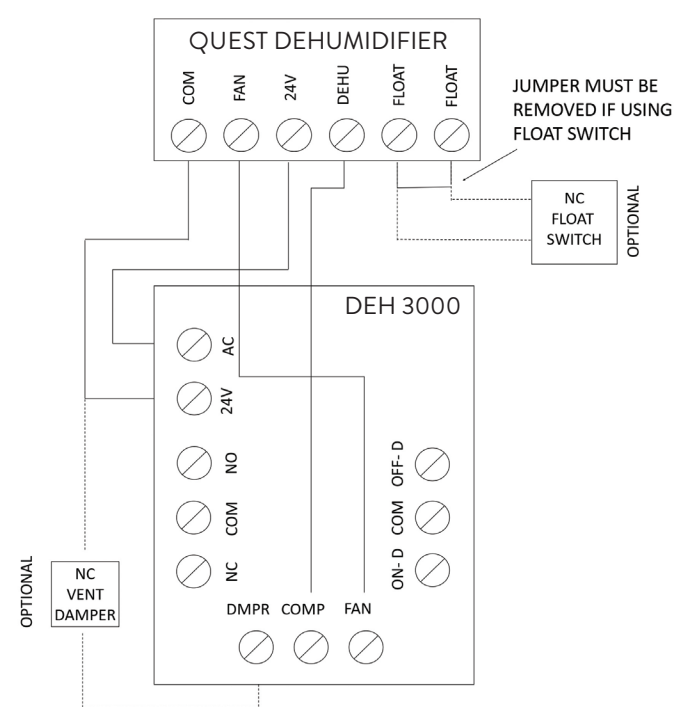 QUEST DEHUMIDIFIER
COM
FAN
24V
DEHU
FLOAT
FLOAT
JUMPER MUST BE
REMOVED IF USING
FLOAT SWITCH
NC
FLOAT
SWITCH
OPTIONAL
DEH 3000
AC
24V
NO
COM
NC
OFF- D
COM
ON- D
OPTIONAL
NC
VENT
DAMPER
DMPR COMP FAN